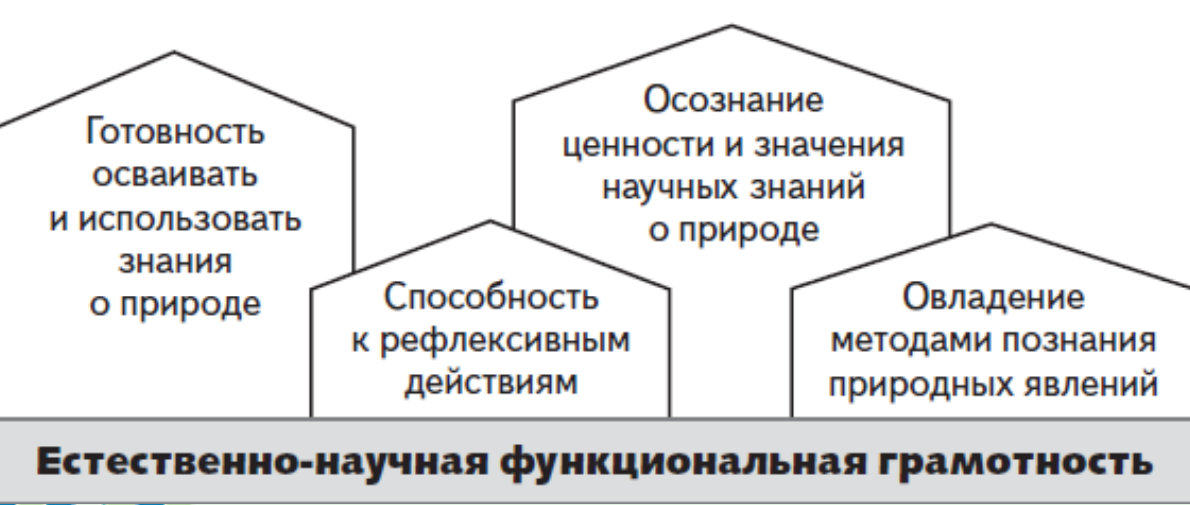 Готовность
осваивать
и использовать
знания
о природе
Способность
к рефлексивным
действиям
Осознание
ценности и значения
научных знаний
о природе
Овладение
методами познания
природных явлений
Естественно-научная функциональная грамотность